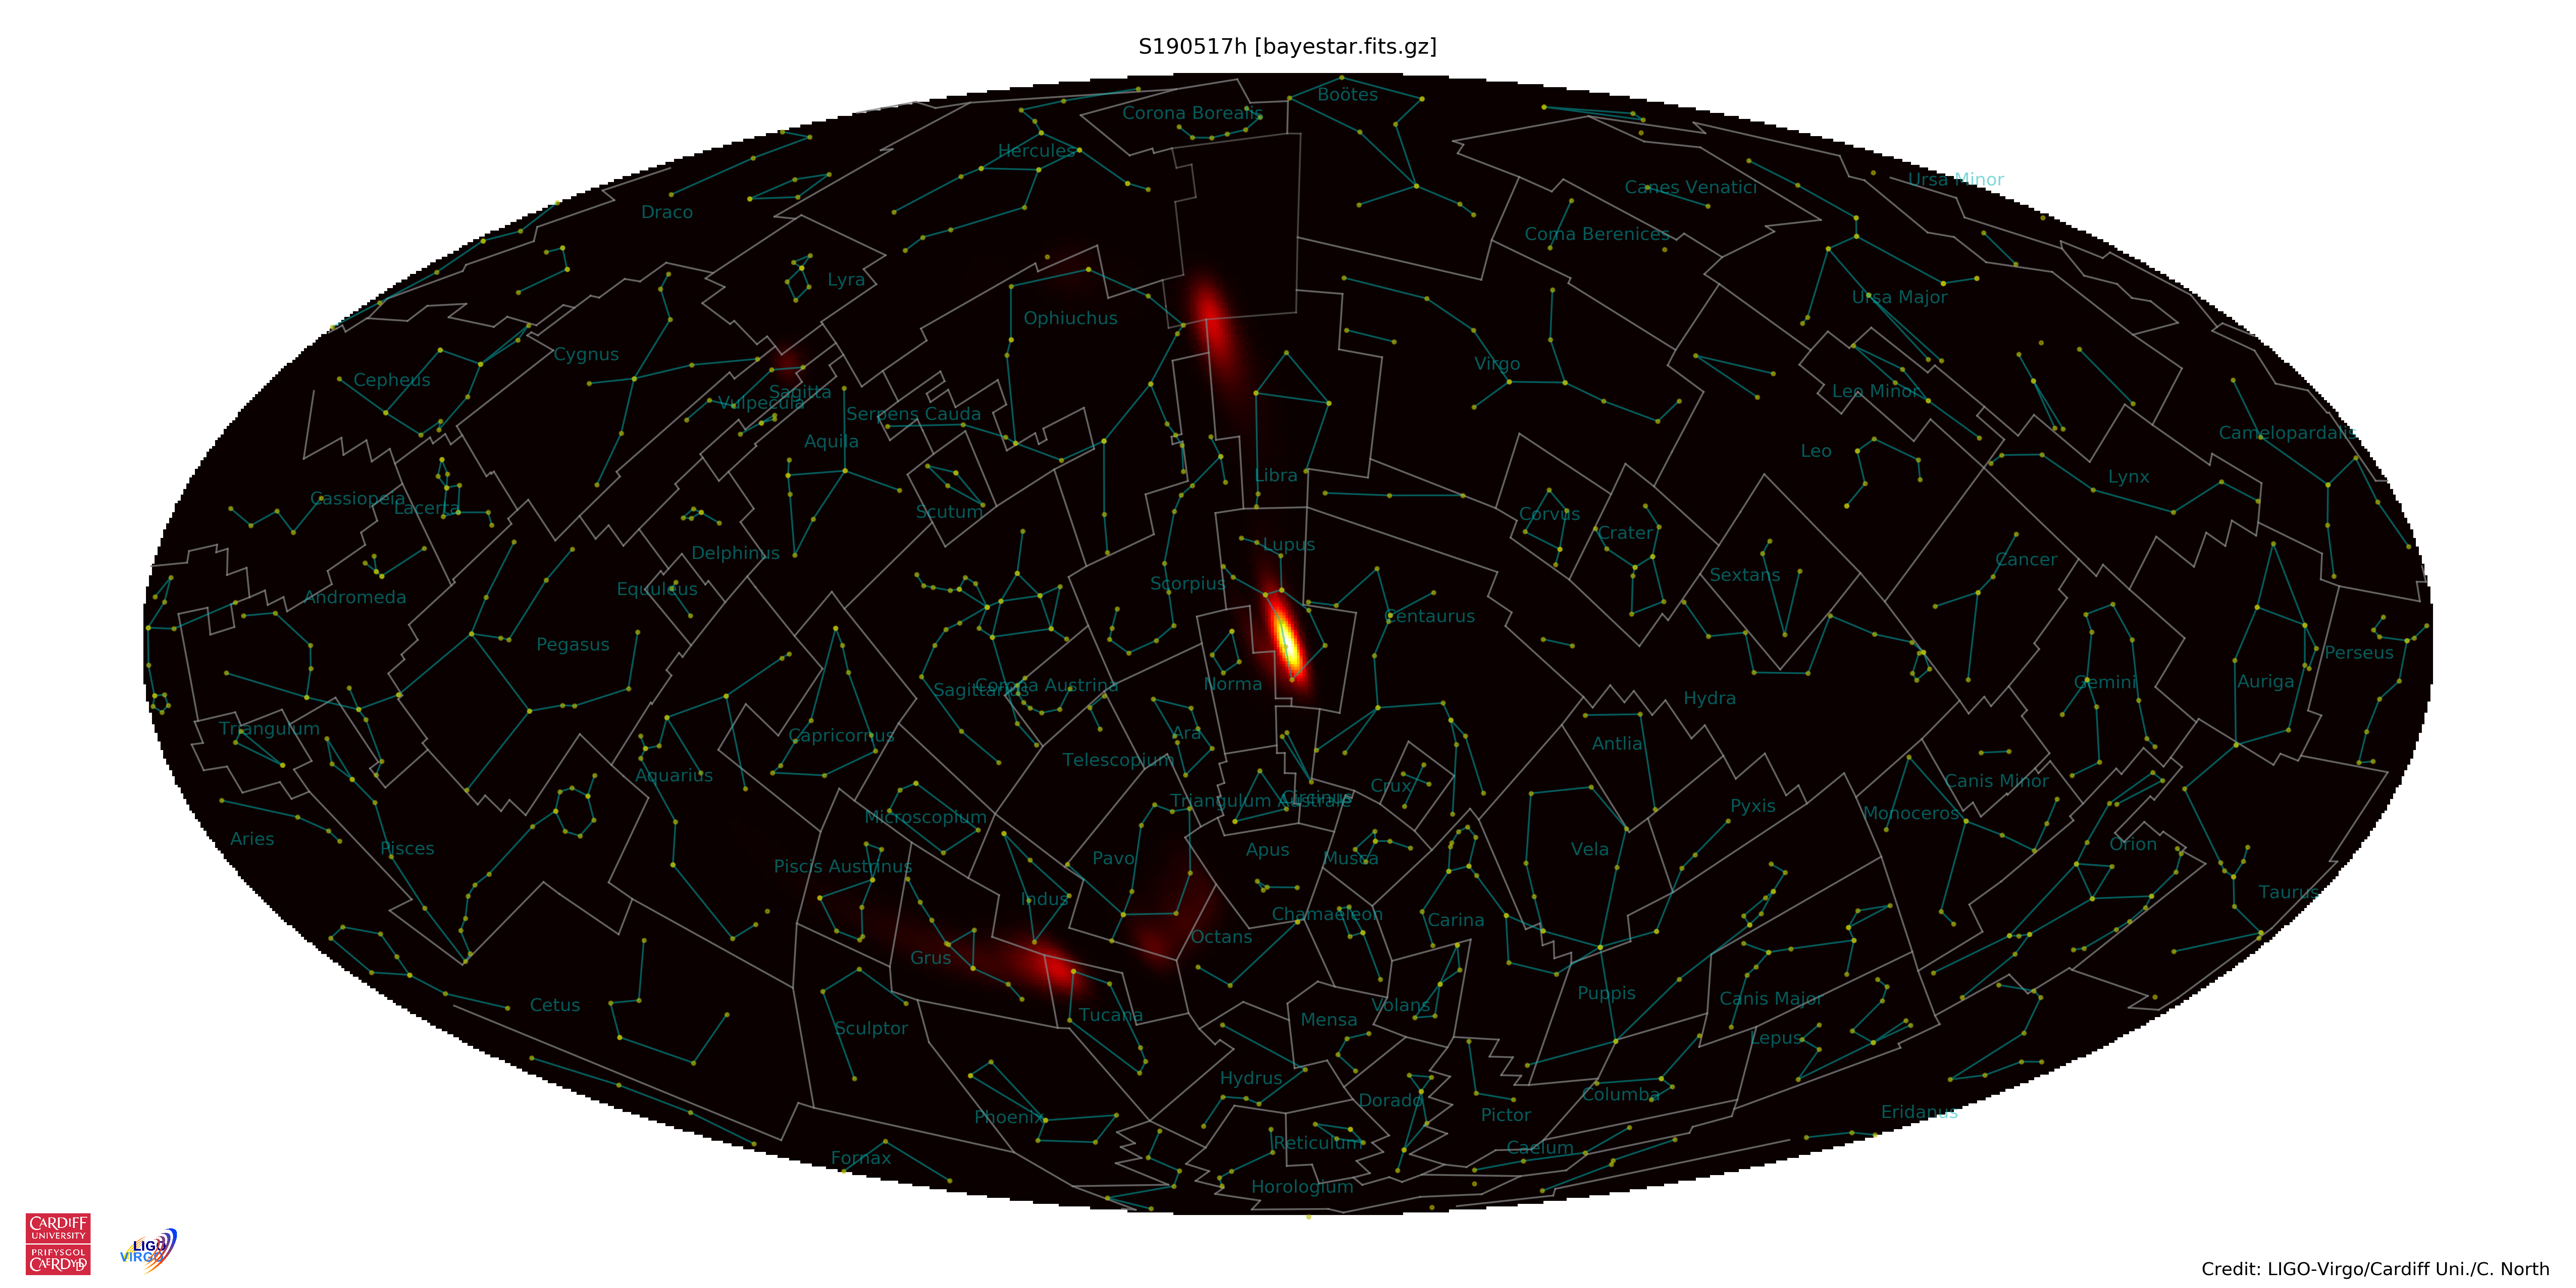 S190517h [bayestar.fits.gz]
Boötes
Corona Borealis
Hercules
Ursa Minor
Canes Venatici
Draco
Coma Berenices
Lyra
Ursa Major
Ophiuchus
Cygnus
Virgo
Cepheus
Sagitta
Leo Minor
Vulpecula
Serpens Cauda
Camelopardalis
Aquila
Leo
Libra
Lynx
Cassiopeia
Lacerta
Scutum
Corvus
Crater
Lupus
Delphinus
Cancer
Sextans
Scorpius
Equuleus
Andromeda
Centaurus
Pegasus
Perseus
Norma
Corona Austrina
Sagittarius
Gemini
Auriga
Hydra
Triangulum
Capricornus
Ara
Antlia
Telescopium
Aquarius
Canis Minor
Crux
Triangulum Australe
Circinus
Pyxis
Monoceros
Microscopium
Aries
Pisces
Orion
Apus
Vela
Pavo
Musca
Piscis Austrinus
Taurus
Indus
Chamaeleon
Carina
Octans
Grus
Puppis
Canis Major
Cetus
Volans
Tucana
Mensa
Sculptor
Lepus
Hydrus
Columba
Dorado
Eridanus
Pictor
Phoenix
Reticulum
Caelum
Fornax
Horologium
CARDIFF
UNIVERSITY
PRIFYSGOL
CAERDYDD
LIGO
VIRGO
Credit: LIGO-Virgo/Cardiff Uni./C. North